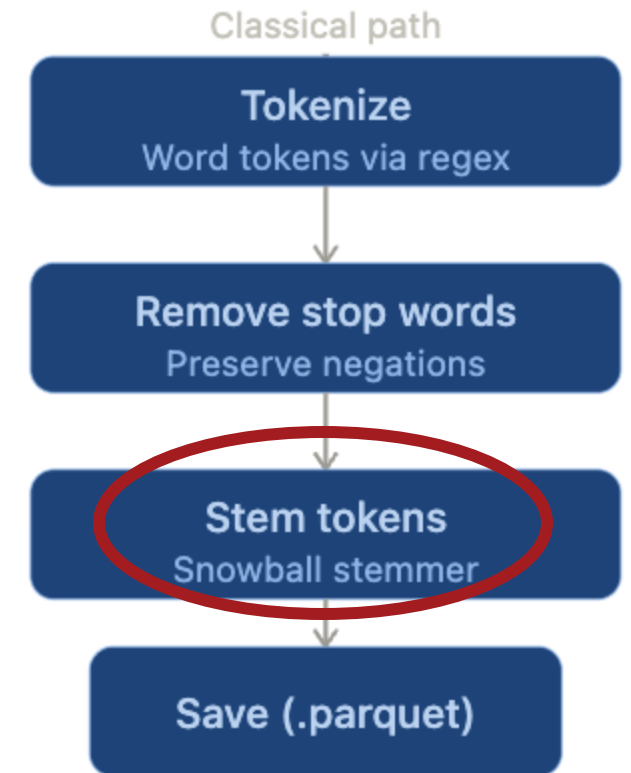 Classical path
Tokenize
Word tokens via regex
Remove stop words
Preserve negations
Stem tokens
Snowball stemmer
Save (.parquet)